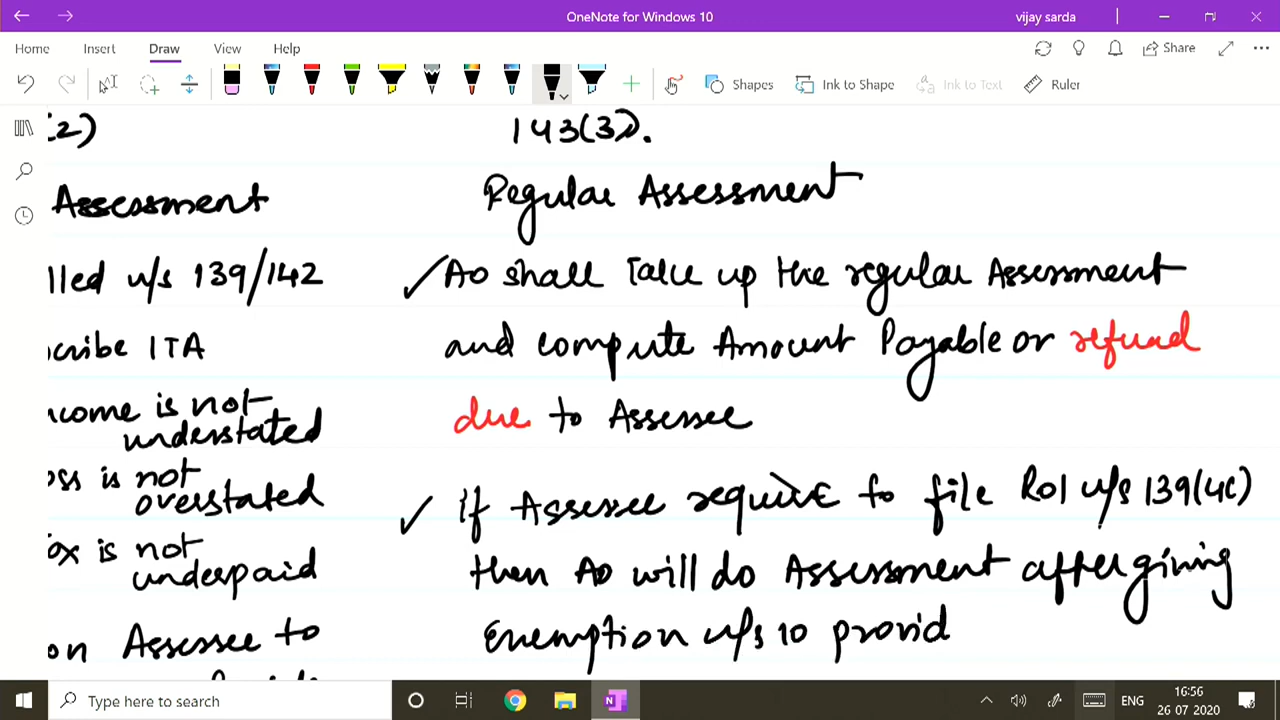 OneNote for Windows 10
vijay sarda
Home Insert Draw View Help
Share
Shapes
Ink to Shape
Ink to Text
Ruler
(2)
Assessment
lled u/s 139/142
cribe ITA
ncome is not
understated
oss is not
overstated
ax is not
underpaid
on Assessee to
143(3).
Regular Assessment
✓ AO shall Take up the regular Assessment
and compute Amount Payable or refund
due to Assessee
✓ If Assessee require to file ROI u/s 139(4C)
then AO will do Assessment after giving
Exemption u/s 10 provid
Type here to search
ENG
16:56
26-07-2020